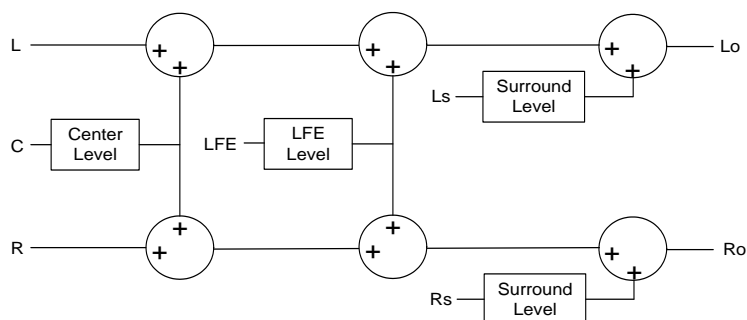 L
+
+
+
+
+
+
Lo
Ls
Surround
Level
C
Center
Level
LFE
LFE
Level
R
+
+
+
+
+
+
Ro
Rs
Surround
Level